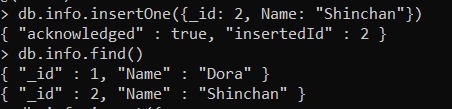 > db.info.insertOne({_id: 2, Name: "Shinchan"})
{ "acknowledged" : true, "insertedId" : 2 }
> db.info.find()
{ "_id" : 1, "Name" : "Dora" }
{ "_id" : 2, "Name" : "Shinchan" }